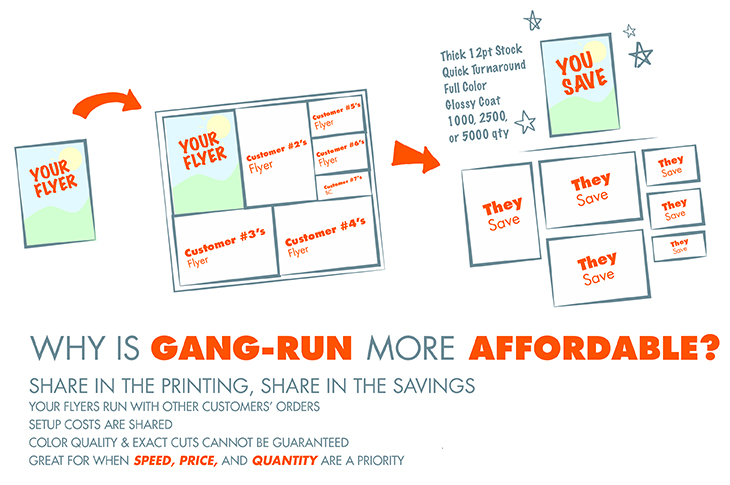 YOUR
FLYER
YOUR
FLYER
Customer #2's
Flyer
Customer #5's
Flyer
Customer #6's
Flyer
Customer #7's
BC
Customer #3's
Flyer
Customer #4's
Flyer
Thick 12pt Stock
Quick Turnaround
Full Color
Glossy Coat
1000, 2500,
or 5000 qty
YOU
SAVE
They
Save
They
Save
They
Save
They
Save
They
Save
They
Save
WHY IS GANG-RUN MORE AFFORDABLE?
SHARE IN THE PRINTING, SHARE IN THE SAVINGS
YOUR FLYERS RUN WITH OTHER CUSTOMERS' ORDERS
SETUP COSTS ARE SHARED
COLOR QUALITY & EXACT CUTS CANNOT BE GUARANTEED
GREAT FOR WHEN SPEED, PRICE, AND QUANTITY ARE A PRIORITY